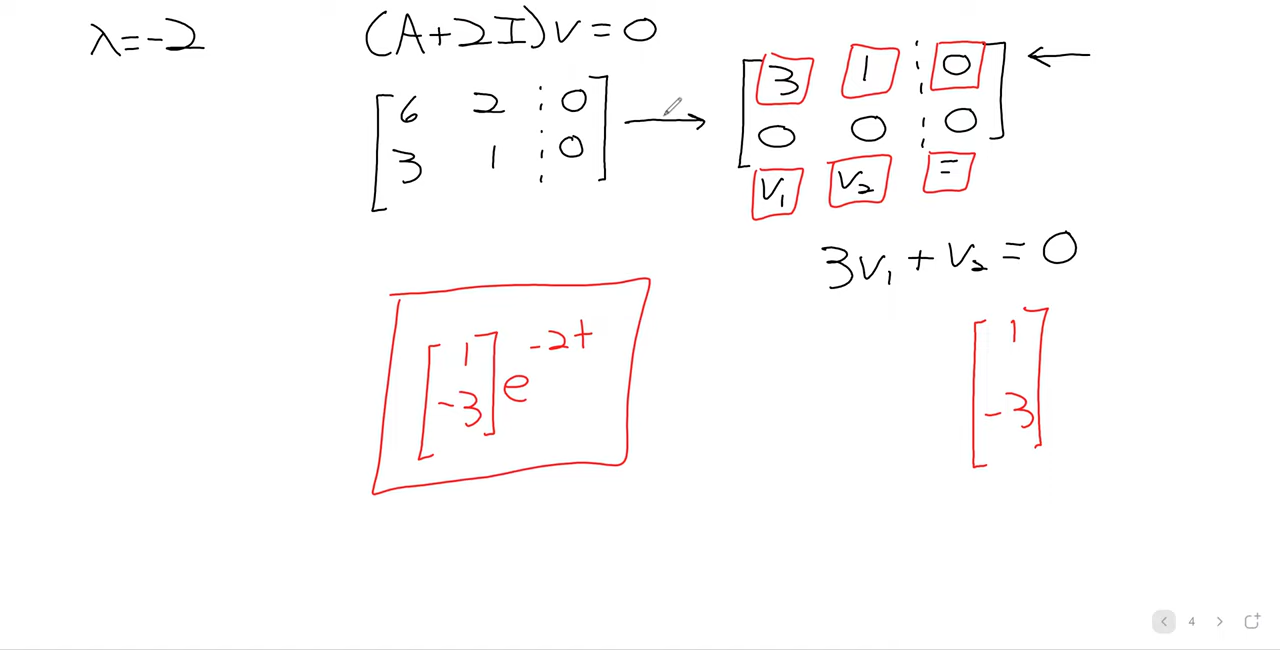 λ=-2
(A+2I)v=0
[6 2 ⋮ 0
3 1 ⋮ 0] →
[3 1 ⋮ 0
0 0 ⋮ 0] ←
v₁ v₂ =
3v₁+v₂=0
[1
-3]e^-2t
[1
-3]
4